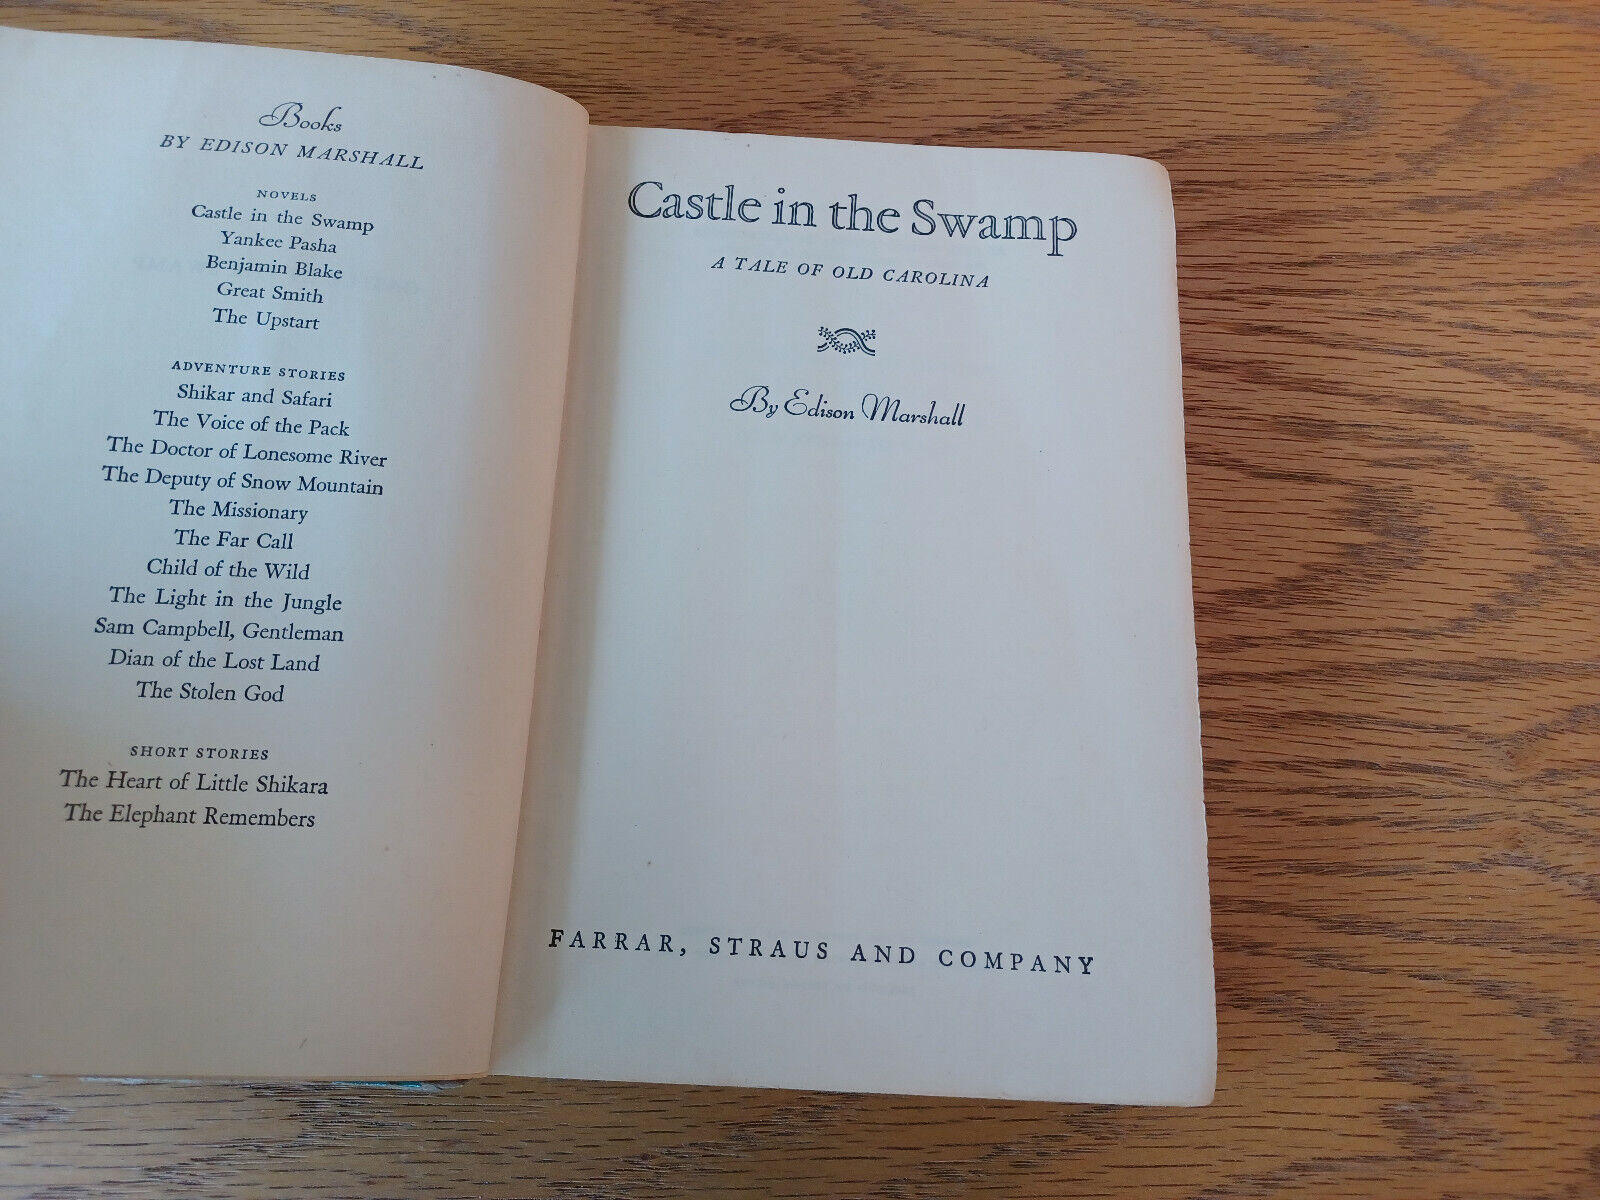 Books
BY EDISON MARSHALL
NOVELS
Castle in the Swamp
Yankee Pasha
Benjamin Blake
Great Smith
The Upstart
ADVENTURE STORIES
Shikar and Safari
The Voice of the Pack
The Doctor of Lonesome River
The Deputy of Snow Mountain
The Missionary
The Far Call
Child of the Wild
The Light in the Jungle
Sam Campbell, Gentleman
Dian of the Lost Land
The Stolen God
SHORT STORIES
The Heart of Little Shikara
The Elephant Remembers
Castle in the Swamp
A TALE OF OLD CAROLINA
By Edison Marshall
FARRAR, STRAUS AND COMPANY